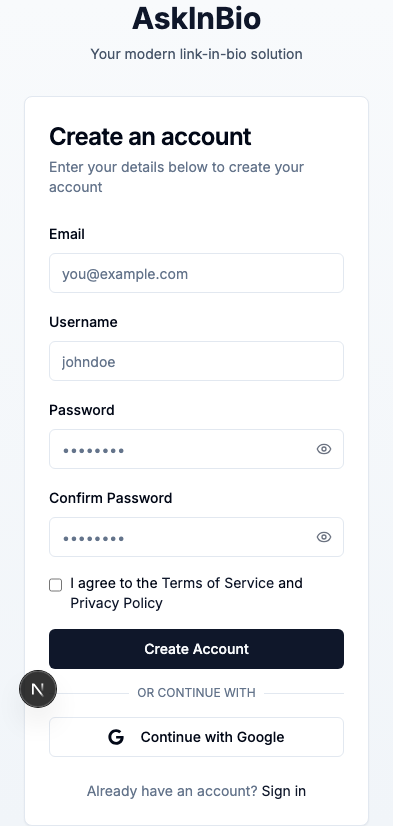 AskInBio
Your modern link-in-bio solution
Create an account
Enter your details below to create your
account
Email
you@example.com
Username
johndoe
Password
••••••••
Confirm Password
••••••••
I agree to the Terms of Service and
Privacy Policy
Create Account
N
OR CONTINUE WITH
G Continue with Google
Already have an account? Sign in